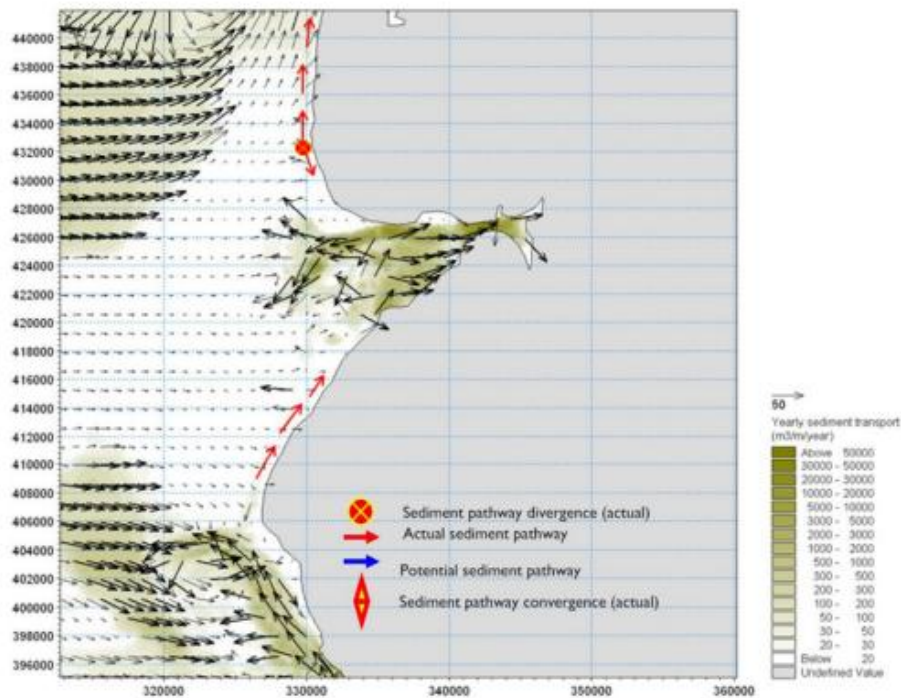 440000
438000
436000
434000
432000
430000
428000
426000
424000
422000
420000
418000
416000
414000
412000
410000
408000
406000
404000
402000
400000
398000
396000
320000
330000
340000
350000
360000
Sediment pathway divergence (actual)
Actual sediment pathway
Potential sediment pathway
Sediment pathway convergence (actual)
50
Yearly sediment transport
(m3/m/year)
Above 50000
30000 - 50000
20000 - 30000
10000 - 20000
5000 - 10000
3000 - 5000
2000 - 3000
1000 - 2000
500 - 1000
300 - 500
200 - 300
100 - 200
50 - 100
30 - 50
20 - 30
Below 20
Undefined Value